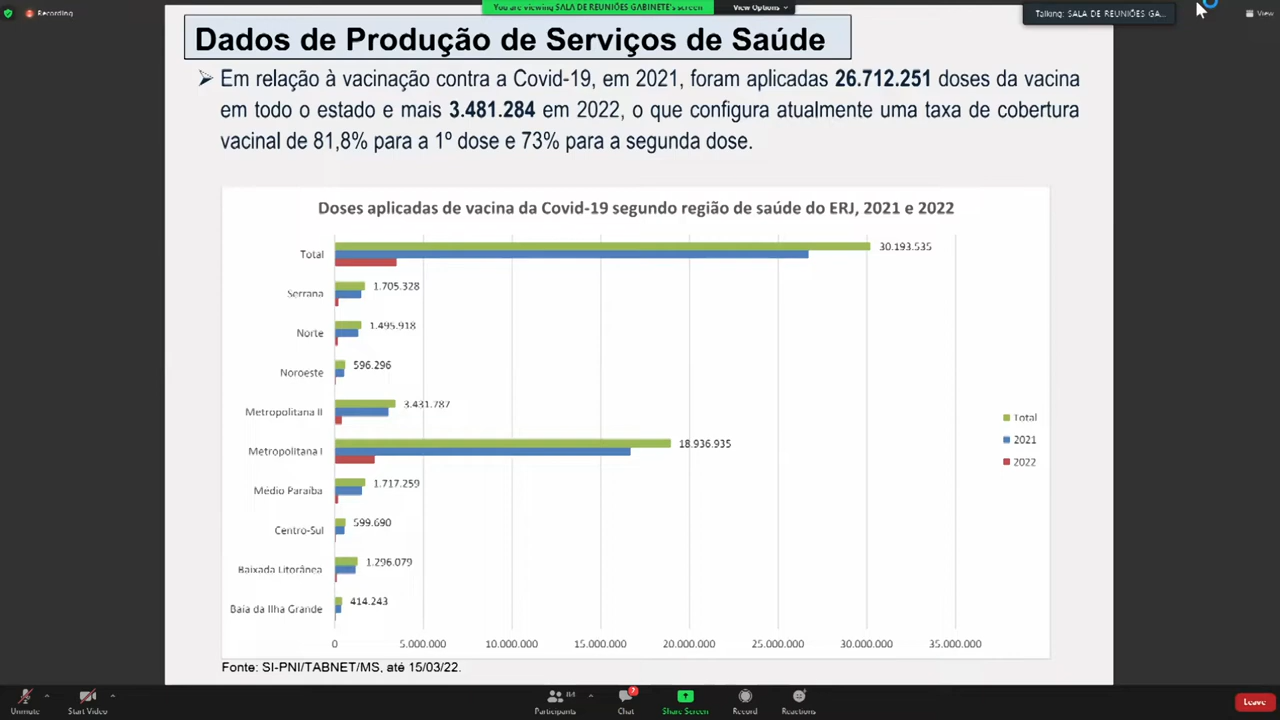 Recording
You are viewing SALA DE REUNIÕES GABINETE's screen
View Options
Talking: SALA DE REUNIÕES GA...
View
Dados de Produção de Serviços de Saúde
Em relação à vacinação contra a Covid-19, em 2021, foram aplicadas 26.712.251 doses da vacina
em todo o estado e mais 3.481.284 em 2022, o que configura atualmente uma taxa de cobertura
vacinal de 81,8% para a 1º dose e 73% para a segunda dose.
Doses aplicadas de vacina da Covid-19 segundo região de saúde do ERJ, 2021 e 2022
Total 30.193.535
Serrana 1.705.328
Norte 1.495.918
Noroeste 596.296
Metropolitana II 3.431.787
Metropolitana I 18.936.935
Médio Paraíba 1.717.259
Centro-Sul 599.690
Baixada Litorânea 1.296.079
Baía da Ilha Grande 414.243
Total
2021
2022
0 5.000.000 10.000.000 15.000.000 20.000.000 25.000.000 30.000.000 35.000.000
Fonte: SI-PNI/TABNET/MS, até 15/03/22.
Unmute
Start Video
Participants
7
Chat
Share Screen
Record
Reactions
Leave